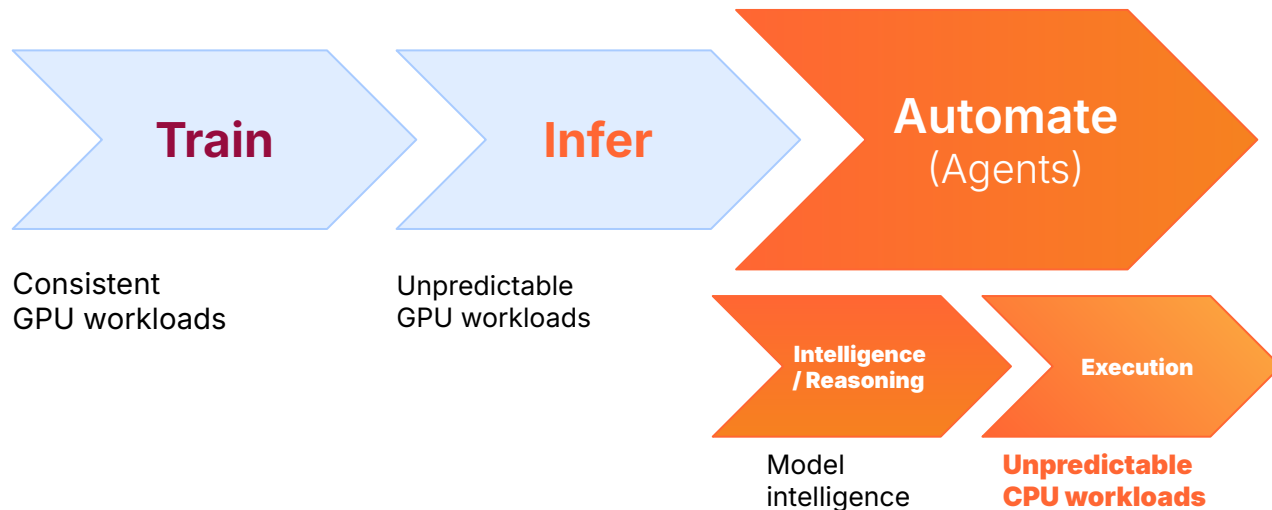 Train
Infer
Automate
(Agents)
Consistent
GPU workloads
Unpredictable
GPU workloads
Intelligence
/ Reasoning
Execution
Model
intelligence
Unpredictable
CPU workloads